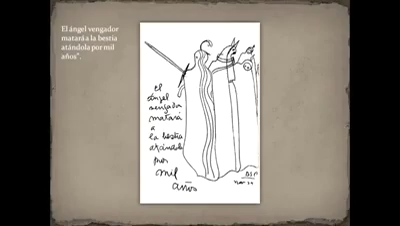 El ángel vengador
matará a la bestia
atándola por mil
años".
el
ángel
vengador
matará
a
la bestia
atándola
por
mil
años